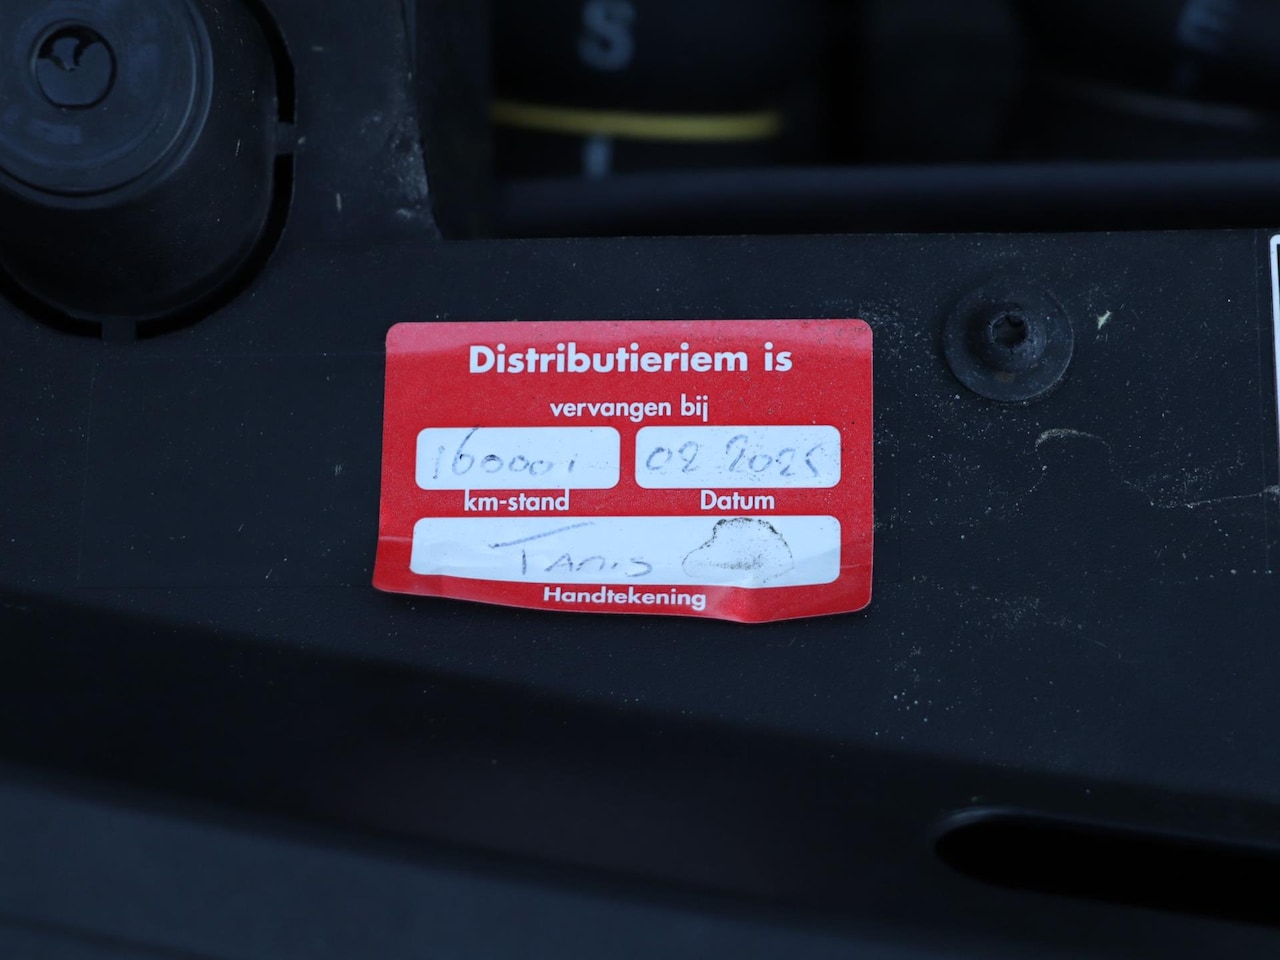 S
Distributieriem is
vervangen bij
160001 02 2025
km-stand Datum
Tanis
Handtekening